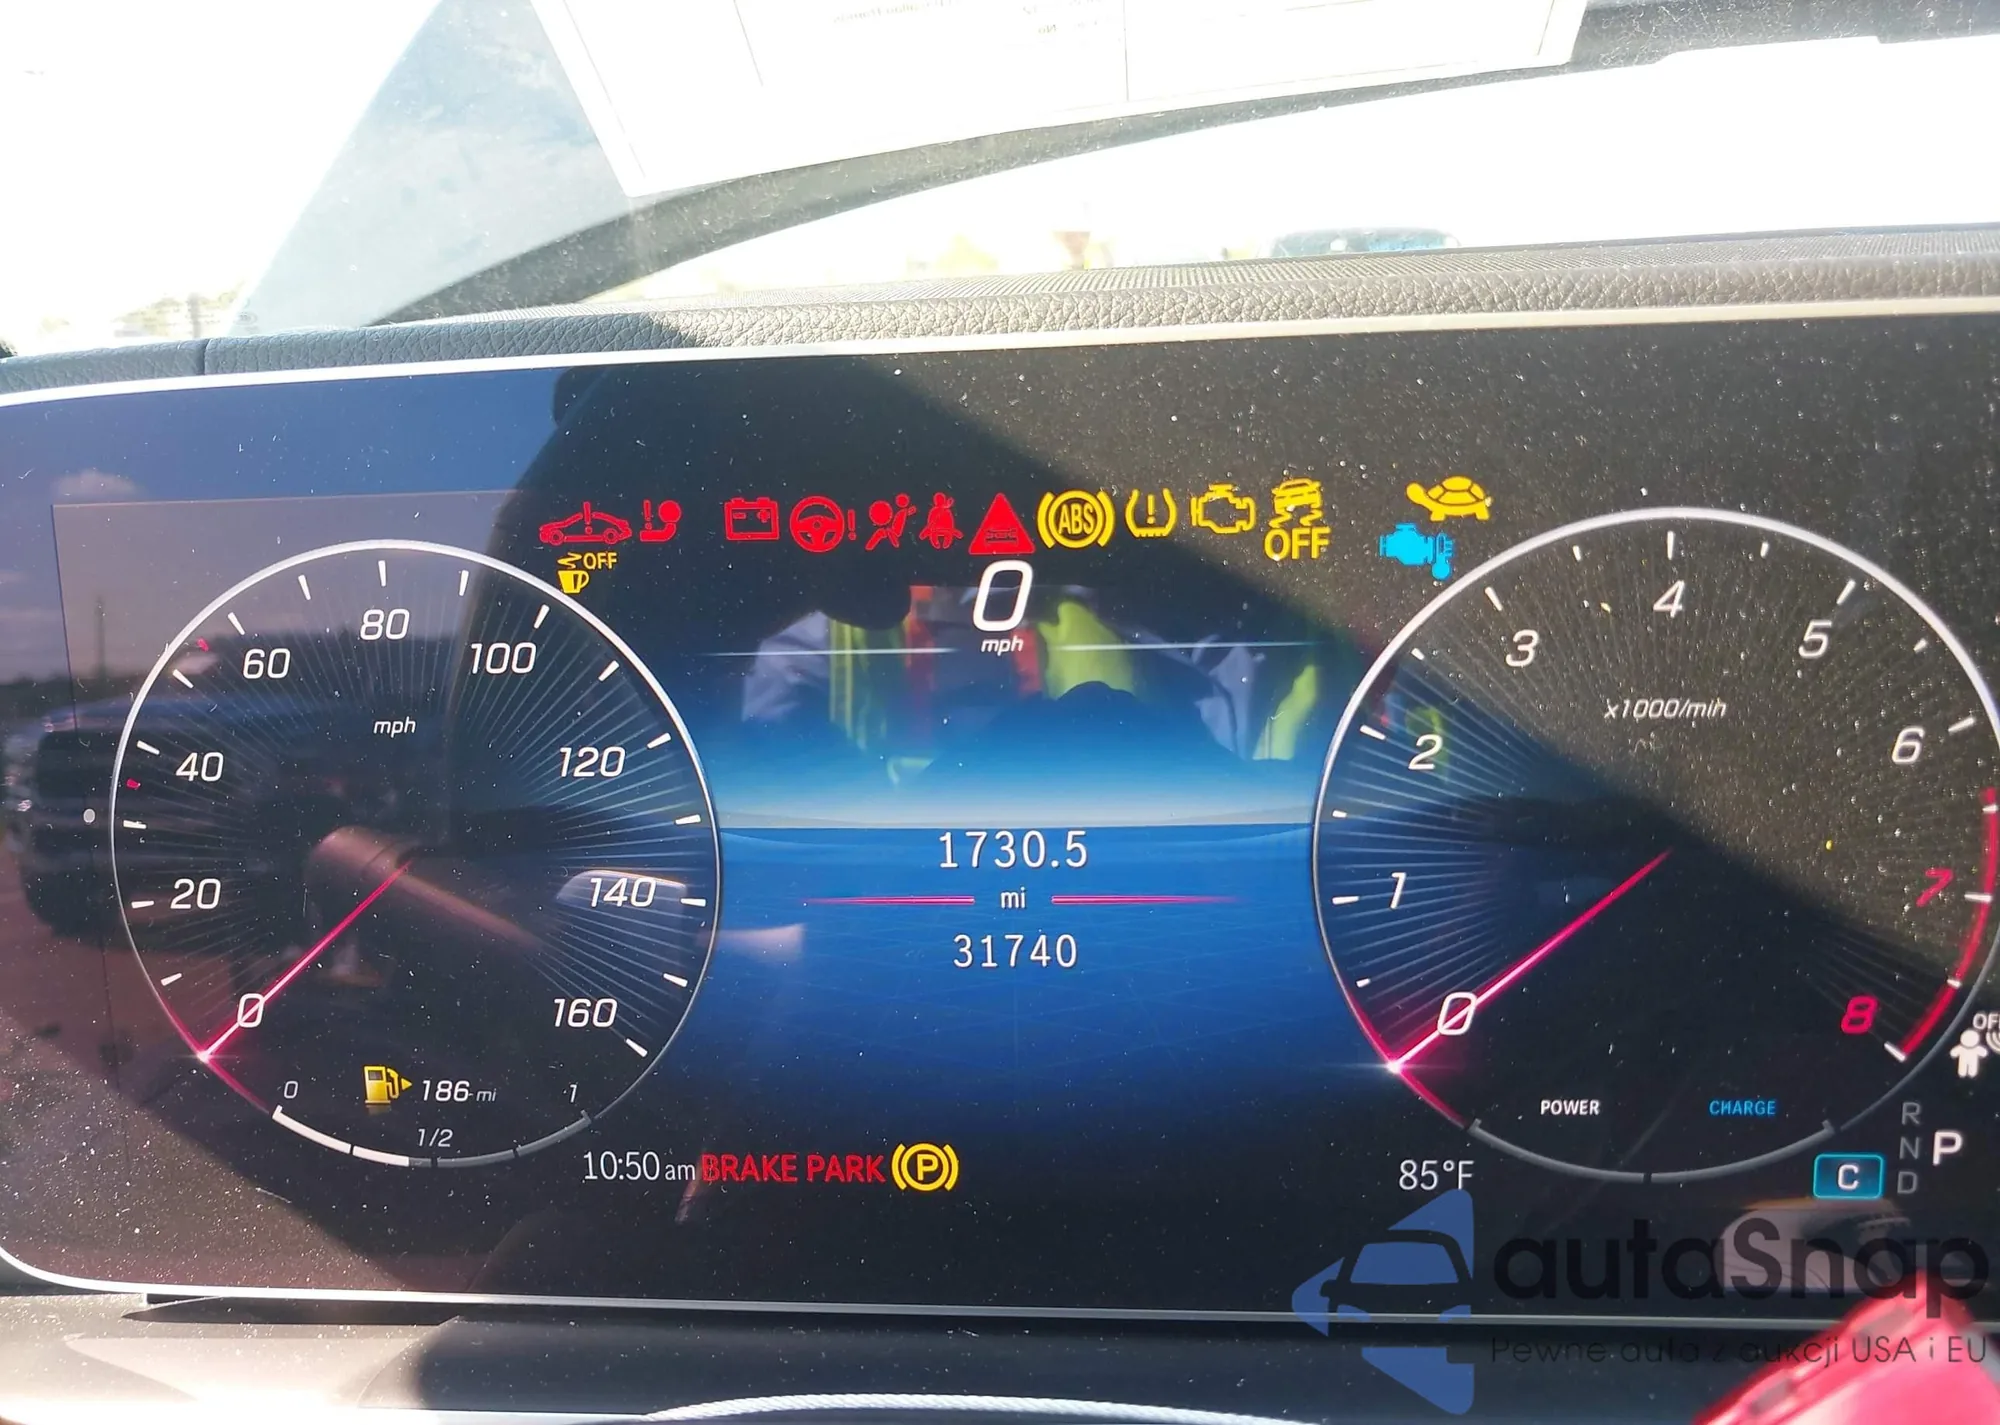 OFF
ABS
OFF
0
mph
0
20
40
60
80
100
120
140
160
mph
0
1/2
1
186 mi
1730.5
mi
31740
0
1
2
3
4
5
6
7
8
x1000/min
POWER
CHARGE
OFF
R
N
D
P
C
10:50 am
BRAKE PARK
P
85°F
autaSnap
Pewne auta z aukcji USA i EU